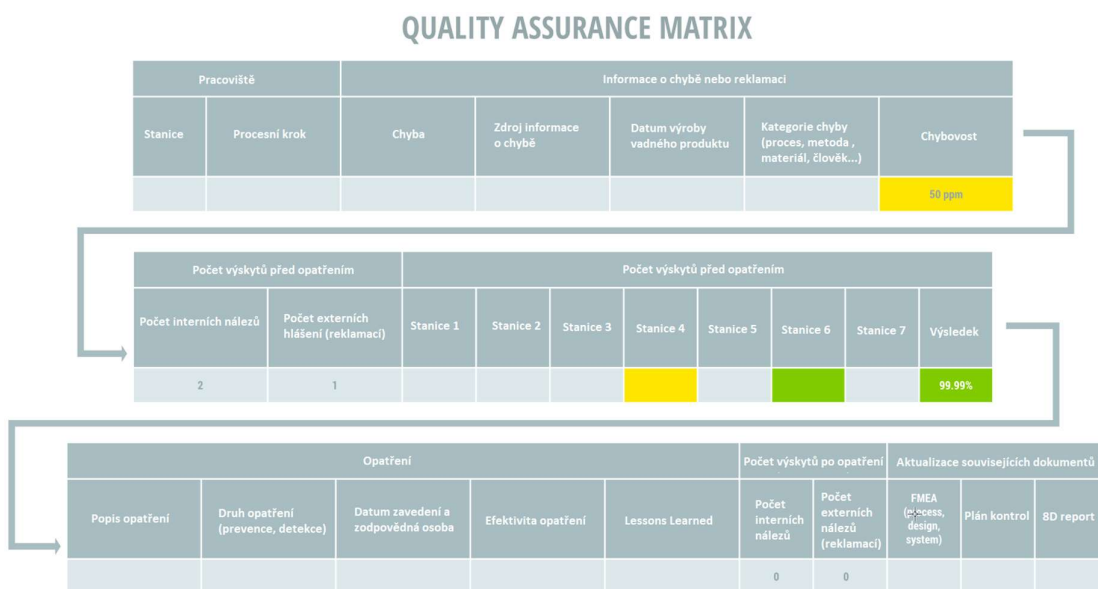 QUALITY ASSURANCE MATRIX
Pracoviště
Informace o chybě nebo reklamaci
Stanice
Procesní krok
Chyba
Zdroj informace
o chybě
Datum výroby
vadného produktu
Kategorie chyby
(proces, metoda ,
materiál, člověk...)
Chybovost
50 ppm
Počet výskytů před opatřením
Počet výskytů před opatřením
Počet interních nálezů
Počet externích
hlášení (reklamací)
Stanice 1
Stanice 2
Stanice 3
Stanice 4
Stanice 5
Stanice 6
Stanice 7
Výsledek
2
1
99.99%
Opatření
Počet výskytů po opatření
Aktualizace souvisejících dokumentů
Popis opatření
Druh opatření
(prevence, detekce)
Datum zavedení a
zodpovědná osoba
Efektivita opatření
Lessons Learned
Počet
interních
nálezů
Počet
externích
nálezů
(reklamací)
FMEA
(process,
design,
system)
Plán kontrol
8D report
0
0